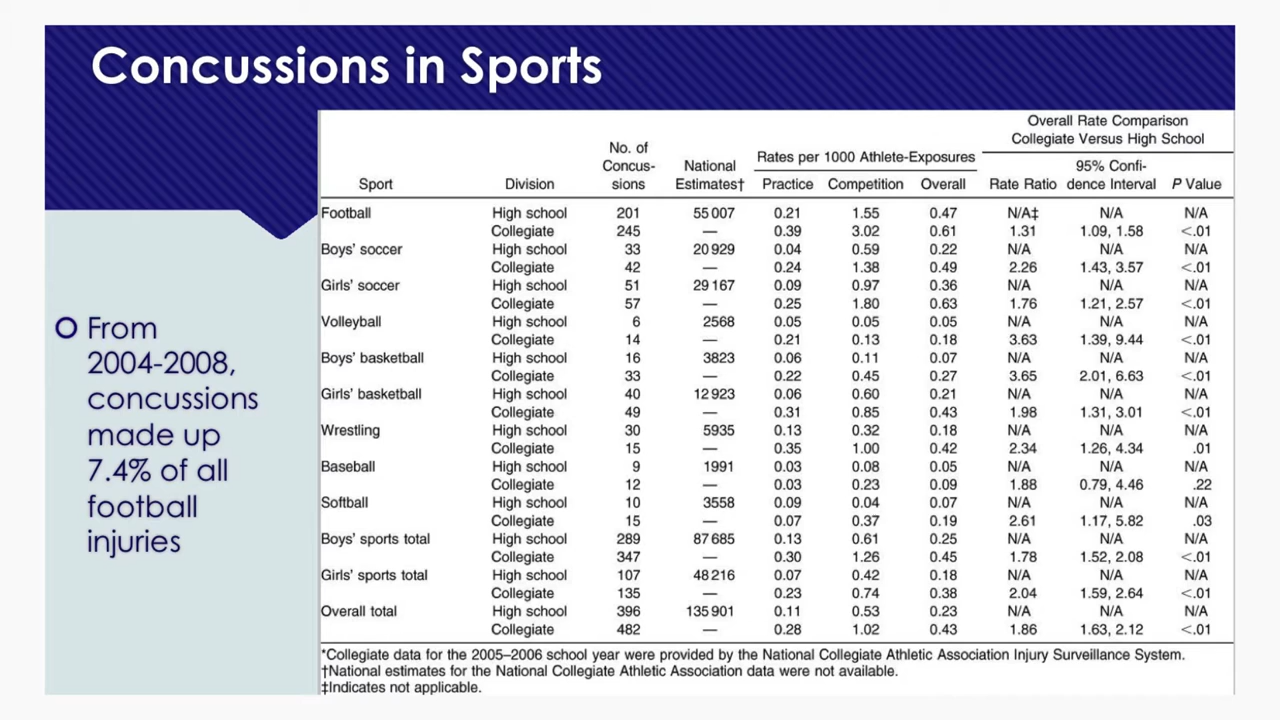 Concussions in Sports
Overall Rate Comparison
Collegiate Versus High School
No. of
Concus-
sions
National
Estimates†
Rates per 1000 Athlete-Exposures
95% Confi-
dence Interval
Sport Division Practice Competition Overall Rate Ratio P Value
Football High school 201 55 007 0.21 1.55 0.47 N/A‡ N/A N/A
Collegiate 245 — 0.39 3.02 0.61 1.31 1.09, 1.58 <.01
Boys' soccer High school 33 20 929 0.04 0.59 0.22 N/A N/A N/A
Collegiate 42 — 0.24 1.38 0.49 2.26 1.43, 3.57 <.01
Girls' soccer High school 51 29 167 0.09 0.97 0.36 N/A N/A N/A
Collegiate 57 — 0.25 1.80 0.63 1.76 1.21, 2.57 <.01
Volleyball High school 6 2568 0.05 0.05 0.05 N/A N/A N/A
Collegiate 14 — 0.21 0.13 0.18 3.63 1.39, 9.44 <.01
Boys' basketball High school 16 3823 0.06 0.11 0.07 N/A N/A N/A
Collegiate 33 — 0.22 0.45 0.27 3.65 2.01, 6.63 <.01
Girls' basketball High school 40 12 923 0.06 0.60 0.21 N/A N/A N/A
Collegiate 49 — 0.31 0.85 0.43 1.98 1.31, 3.01 <.01
Wrestling High school 30 5935 0.13 0.32 0.18 N/A N/A N/A
Collegiate 15 — 0.35 1.00 0.42 2.34 1.26, 4.34 .01
Baseball High school 9 1991 0.03 0.08 0.05 N/A N/A N/A
Collegiate 12 — 0.03 0.23 0.09 1.88 0.79, 4.46 .22
Softball High school 10 3558 0.09 0.04 0.07 N/A N/A N/A
Collegiate 15 — 0.07 0.37 0.19 2.61 1.17, 5.82 .03
Boys' sports total High school 289 87 685 0.13 0.61 0.25 N/A N/A N/A
Collegiate 347 — 0.30 1.26 0.45 1.78 1.52, 2.08 <.01
Girls' sports total High school 107 48 216 0.07 0.42 0.18 N/A N/A N/A
Collegiate 135 — 0.23 0.74 0.38 2.04 1.59, 2.64 <.01
Overall total High school 396 135 901 0.11 0.53 0.23 N/A N/A N/A
Collegiate 482 — 0.28 1.02 0.43 1.86 1.63, 2.12 <.01
*Collegiate data for the 2005–2006 school year were provided by the National Collegiate Athletic Association Injury Surveillance System.
†National estimates for the National Collegiate Athletic Association data were not available.
‡Indicates not applicable.
From
2004-2008,
concussions
made up
7.4% of all
football
injuries